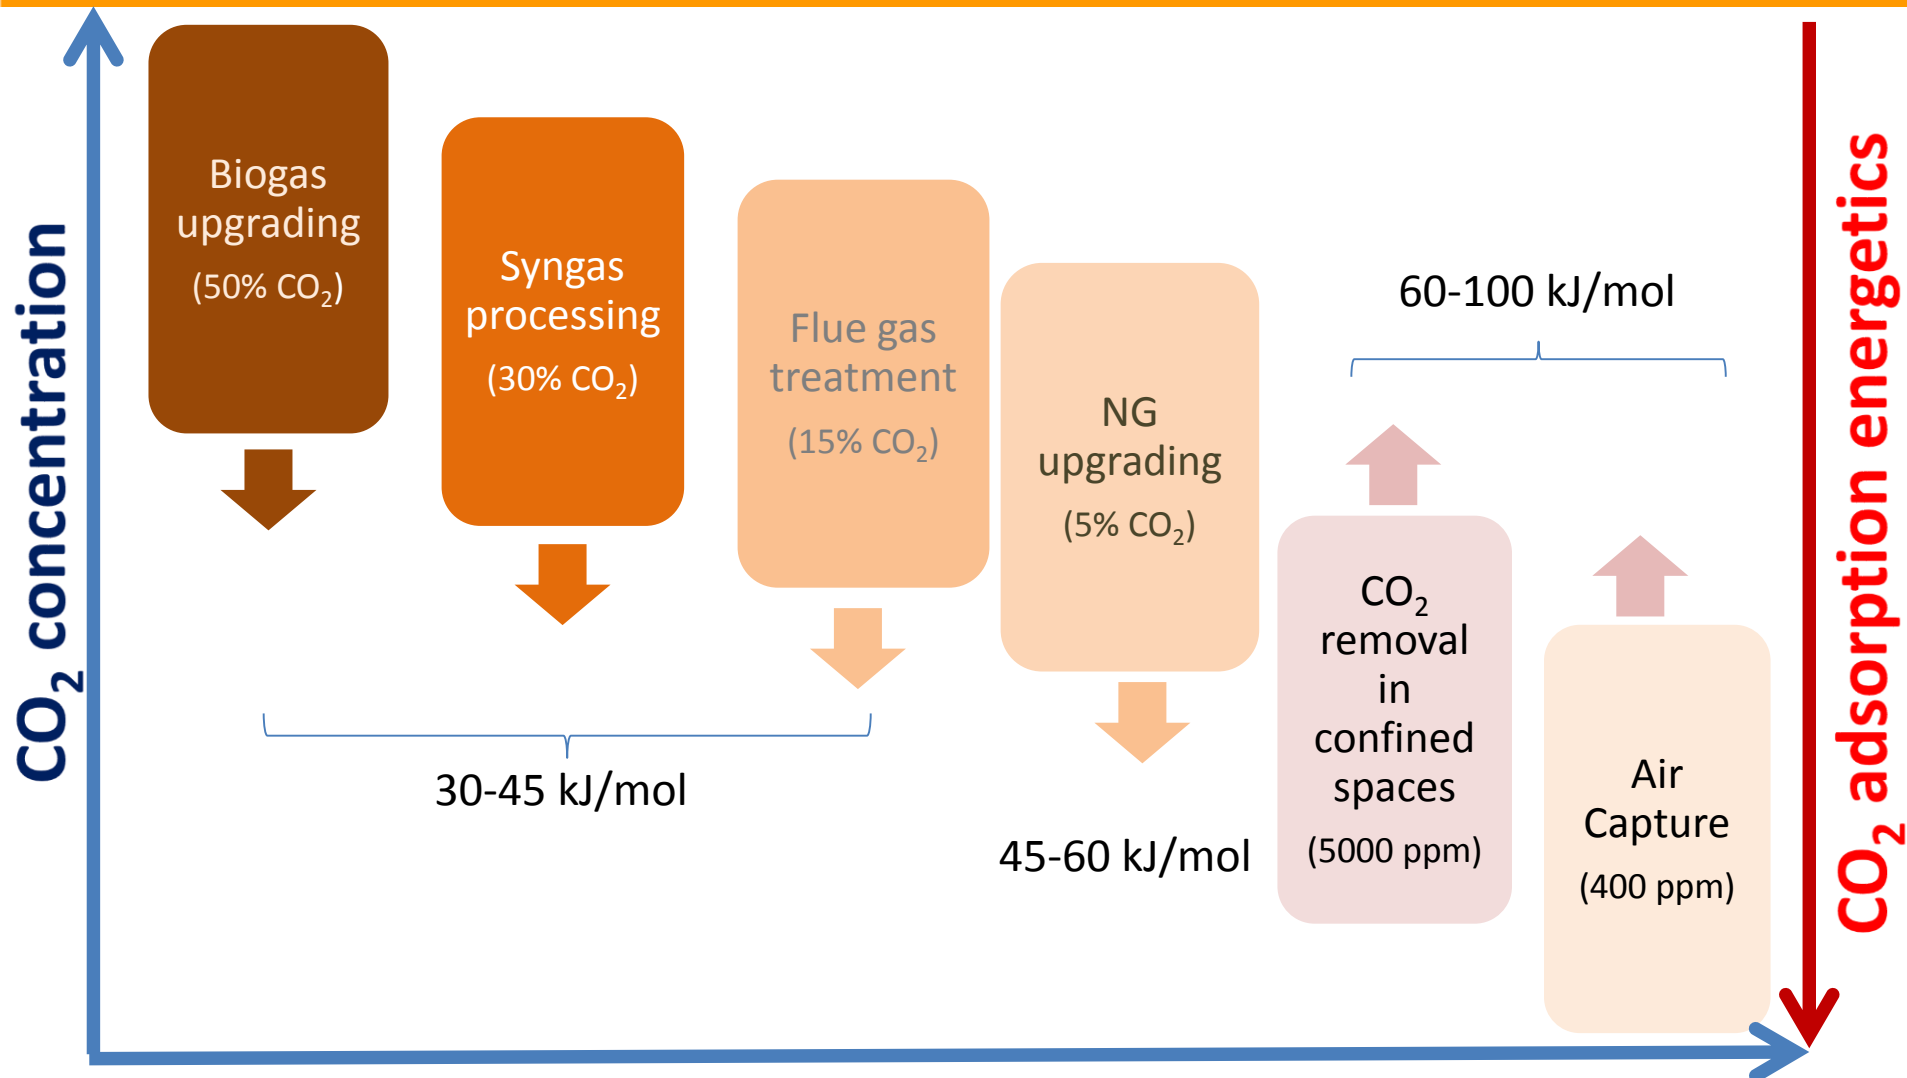 CO₂ concentration
Biogas
upgrading
(50% CO₂)
Syngas
processing
(30% CO₂)
Flue gas
treatment
(15% CO₂)
NG
upgrading
(5% CO₂)
CO₂
removal
in
confined
spaces
(5000 ppm)
Air
Capture
(400 ppm)
60-100 kJ/mol
30-45 kJ/mol
45-60 kJ/mol
CO₂ adsorption energetics